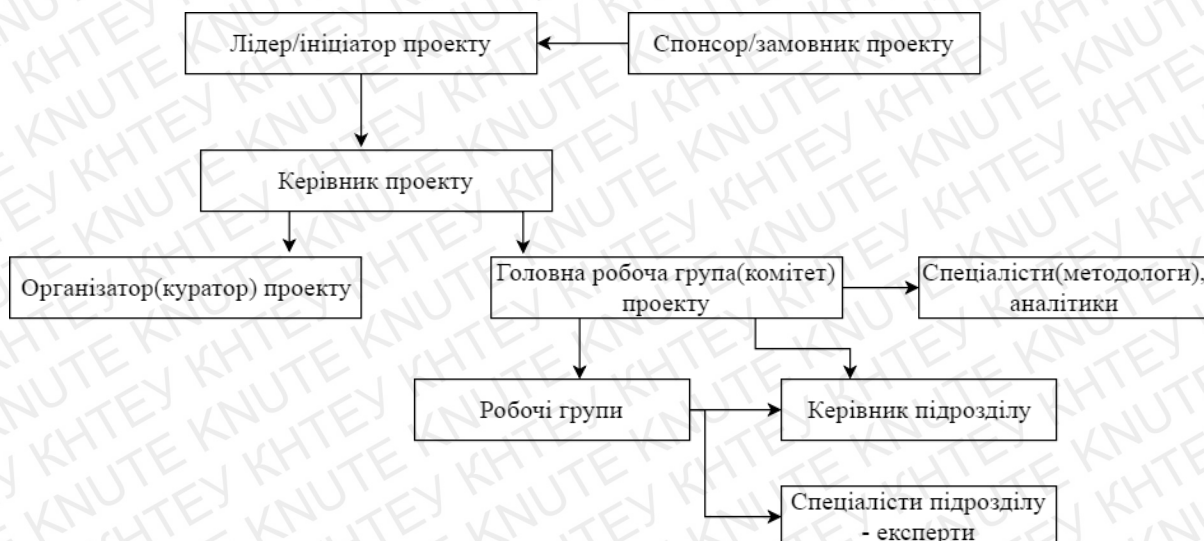 Лідер/ініціатор проекту
Спонсор/замовник проекту
Керівник проекту
Організатор(куратор) проекту
Головна робоча група(комітет)
проекту
Спеціалісти(методологи),
аналітики
Робочі групи
Керівник підрозділу
Спеціалісти підрозділу
- експерти